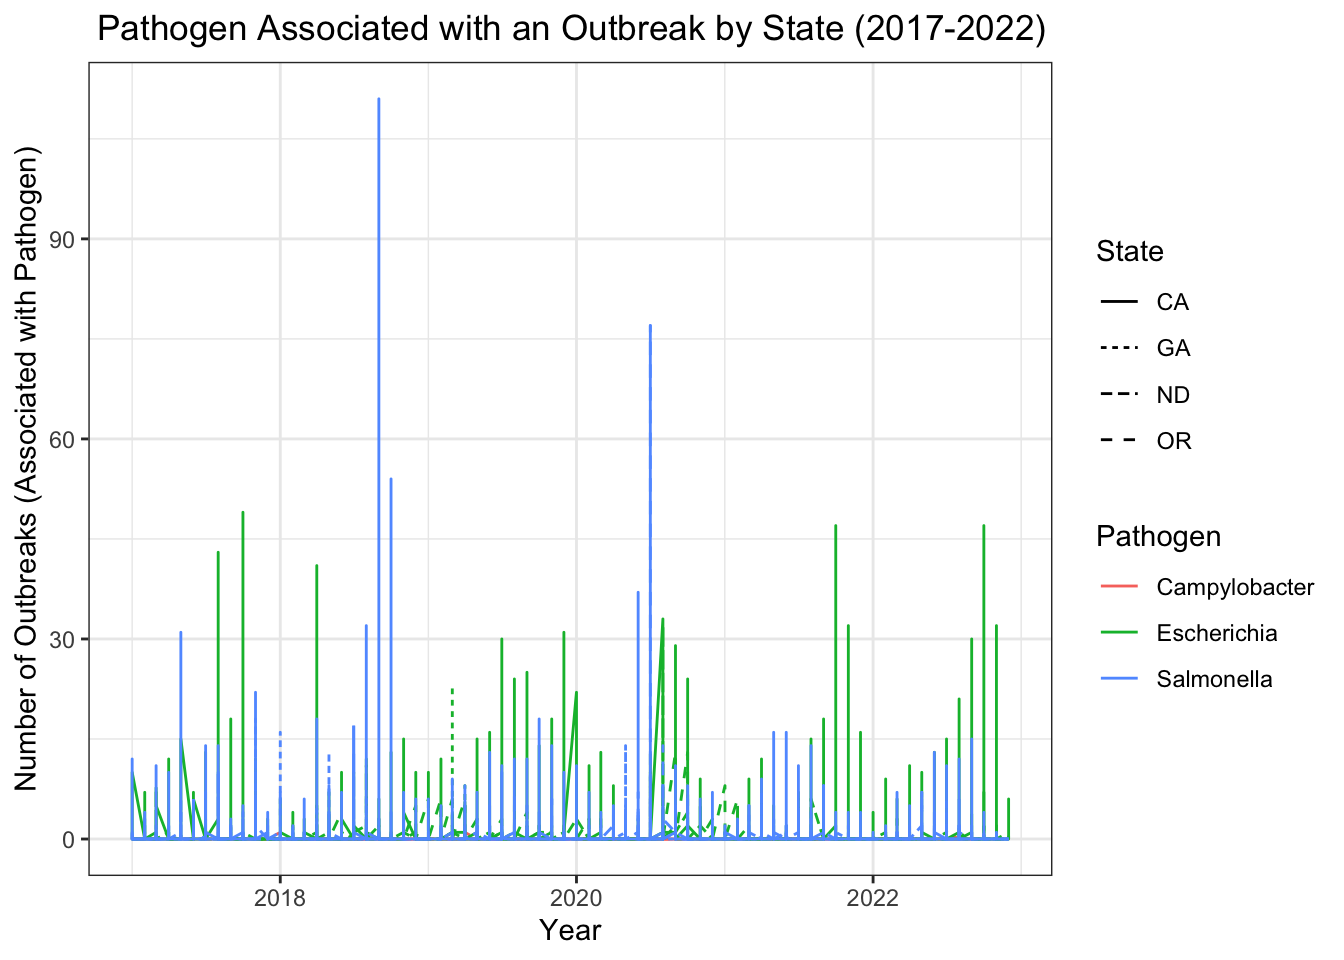 Pathogen Associated with an Outbreak by State (2017-2022)
Number of Outbreaks (Associated with Pathogen)
90
60
30
0
2018
2020
2022
Year
State
CA
GA
ND
OR
Pathogen
Campylobacter
Escherichia
Salmonella